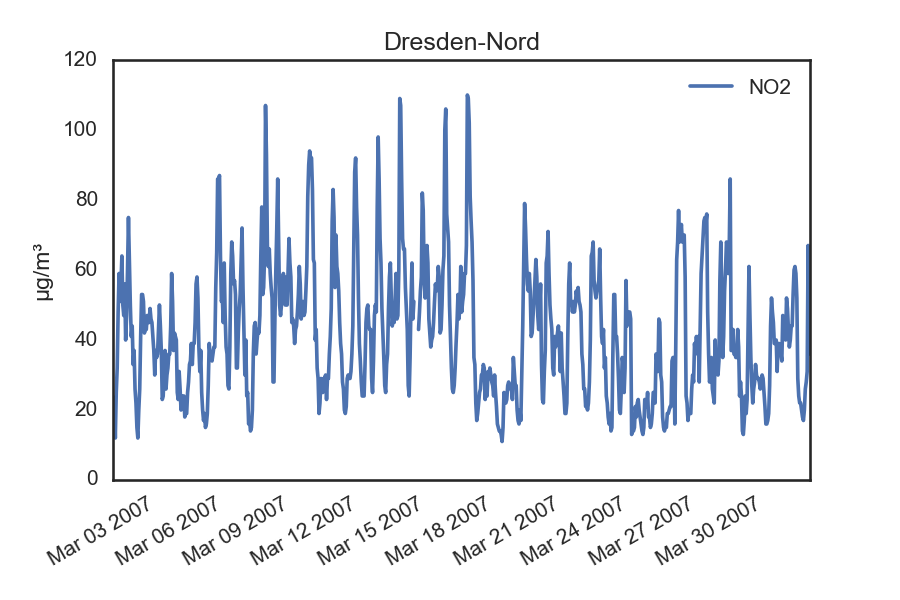 Dresden-Nord
120
100
80
60
40
20
0
µg/m³
NO2
Mar 03 2007
Mar 06 2007
Mar 09 2007
Mar 12 2007
Mar 15 2007
Mar 18 2007
Mar 21 2007
Mar 24 2007
Mar 27 2007
Mar 30 2007